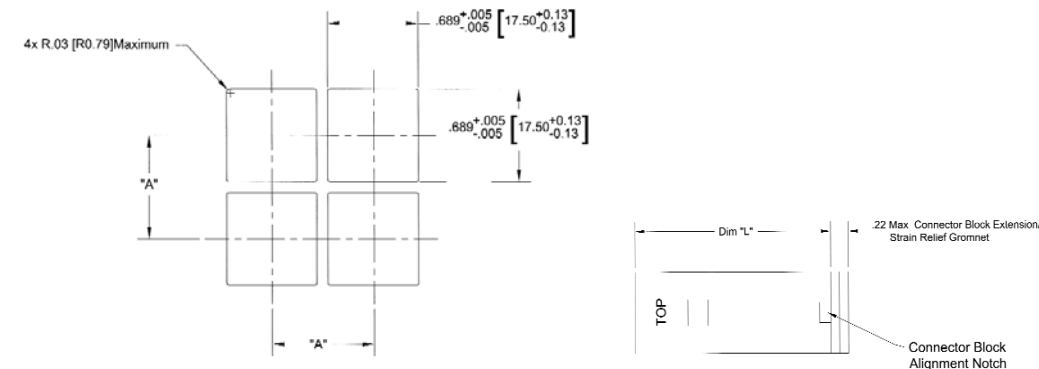 .689+.005 -.005 [17.50+0.13 -0.13]
4x R.03 [R0.79]Maximum
.689+.005 -.005 [17.50+0.13 -0.13]
"A"
"A"
Dim "L"
.22 Max Connector Block Extension/
Strain Relief Gromnet
TOP
Connector Block
Alignment Notch